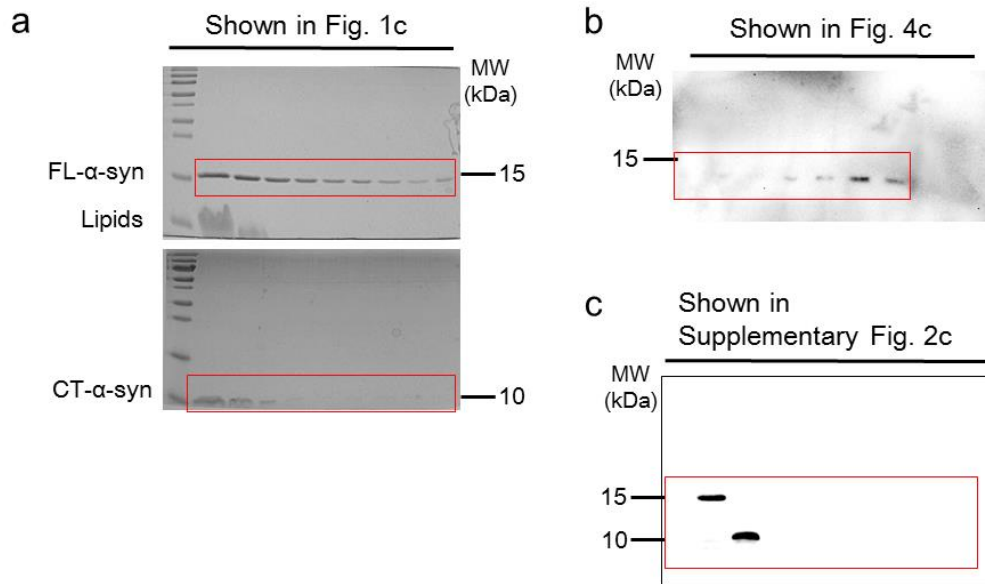 a
Shown in Fig. 1c
MW
(kDa)
FL-α-syn
15
Lipids
CT-α-syn
10
b
Shown in Fig. 4c
MW
(kDa)
15
c
Shown in
Supplementary Fig. 2c
MW
(kDa)
15
10